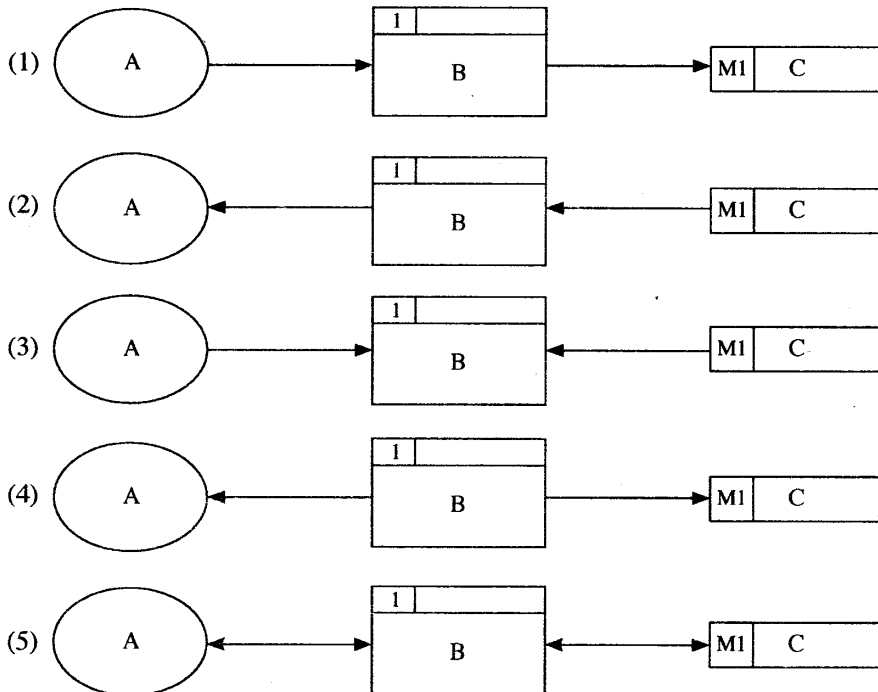 1
(1) A B M1 C
1
(2) A B M1 C
1
(3) A B M1 C
1
(4) A B M1 C
1
(5) A B M1 C